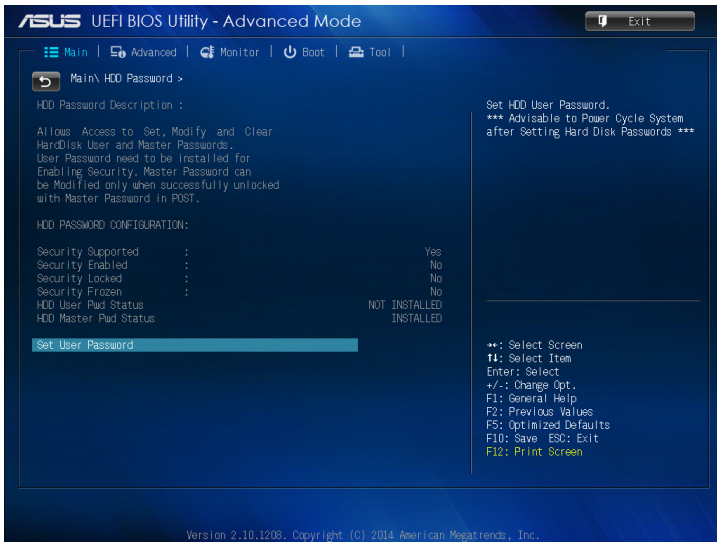 ASUS UEFI BIOS Utility - Advanced Mode
Exit
Main Advanced Monitor Boot Tool
Main\ HDD Password >
HDD Password Description :
Allows Access to Set, Modify and Clear
HardDisk User and Master Passwords.
User Password need to be installed for
Enabling Security. Master Password can
be Modified only when successfully unlocked
with Master Password in POST.
HDD PASSWORD CONFIGURATION:
Security Supported : Yes
Security Enabled : No
Security Locked : No
Security Frozen : No
HDD User Pwd Status NOT INSTALLED
HDD Master Pwd Status INSTALLED
Set User Password
Set HDD User Password.
*** Advisable to Power Cycle System
after Setting Hard Disk Passwords ***
→←: Select Screen
↑↓: Select Item
Enter: Select
+/-: Change Opt.
F1: General Help
F2: Previous Values
F5: Optimized Defaults
F10: Save ESC: Exit
F12: Print Screen
Version 2.10.1208. Copyright (C) 2014 American Megatrends, Inc.